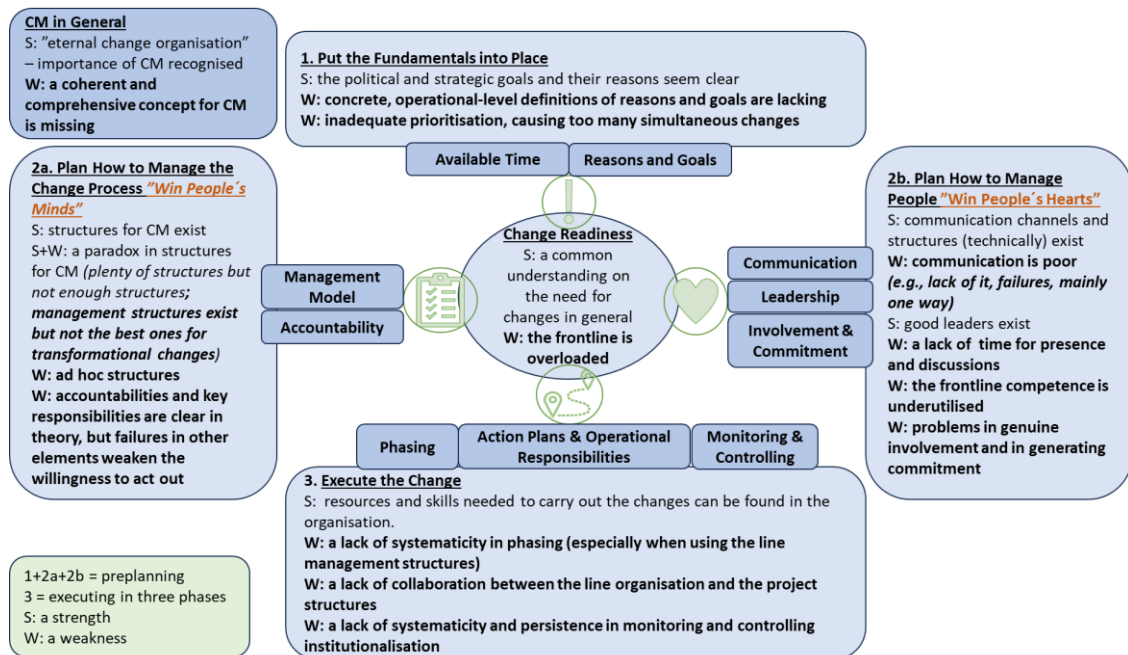 CM in General
S: ”eternal change organisation”
– importance of CM recognised
W: a coherent and
comprehensive concept for CM
is missing
1. Put the Fundamentals into Place
S: the political and strategic goals and their reasons seem clear
W: concrete, operational-level definitions of reasons and goals are lacking
W: inadequate prioritisation, causing too many simultaneous changes
Available Time
Reasons and Goals
2a. Plan How to Manage the
Change Process ”Win People´s
Minds”
S: structures for CM exist
S+W: a paradox in structures
for CM (plenty of structures but
not enough structures;
management structures exist
but not the best ones for
transformational changes)
W: ad hoc structures
W: accountabilities and key
responsibilities are clear in
theory, but failures in other
elements weaken the
willingness to act out
Management
Model
Accountability
Change Readiness
S: a common
understanding on
the need for
changes in general
W: the frontline is
overloaded
Communication
Leadership
Involvement &
Commitment
2b. Plan How to Manage
People ”Win People´s Hearts”
S: communication channels and
structures (technically) exist
W: communication is poor
(e.g., lack of it, failures, mainly
one way)
S: good leaders exist
W: a lack of time for presence
and discussions
W: the frontline competence is
underutilised
W: problems in genuine
involvement and in generating
commitment
Phasing
Action Plans & Operational
Responsibilities
Monitoring &
Controlling
3. Execute the Change
S: resources and skills needed to carry out the changes can be found in the
organisation.
W: a lack of systematicity in phasing (especially when using the line
management structures)
W: a lack of collaboration between the line organisation and the project
structures
W: a lack of systematicity and persistence in monitoring and controlling
institutionalisation
1+2a+2b = preplanning
3 = executing in three phases
S: a strength
W: a weakness